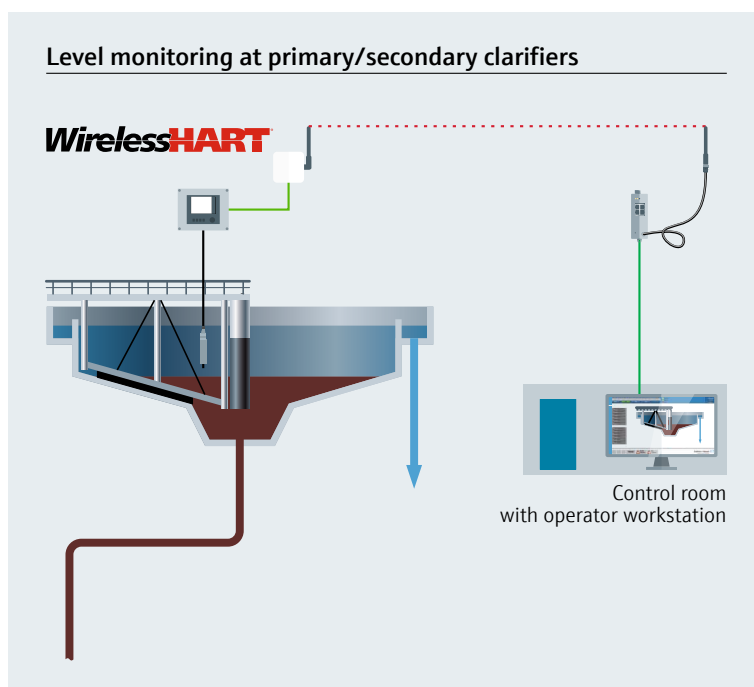 Level monitoring at primary/secondary clarifiers
WirelessHART
Control room
with operator workstation